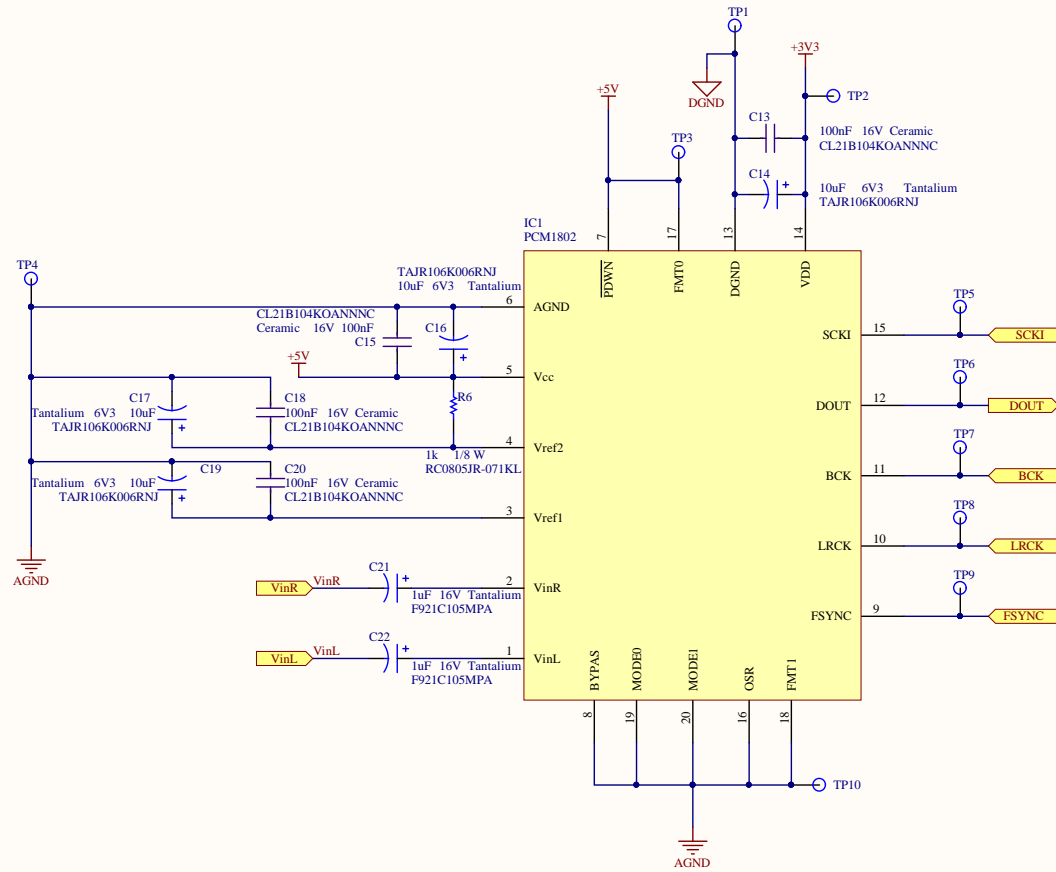 TP1
+3V3
TP2
DGND
+5V
C13
100nF 16V Ceramic
CL21B104KOANNNC
TP3
C14
10uF 6V3 Tantalium
TAJR106K006RNJ
IC1
PCM1802
7
17
13
14
PDWN
FMT0
DGND
VDD
TP4
TAJR106K006RNJ
10uF 6V3 Tantalium
6
AGND
CL21B104KOANNNC
Ceramic 16V 100nF
C15
C16
+5V
5
Vcc
C17
Tantalium 6V3 10uF
TAJR106K006RNJ
C18
100nF 16V Ceramic
CL21B104KOANNNC
R6
4
Vref2
1k 1/8 W
RC0805JR-071KL
C19
Tantalium 6V3 10uF
TAJR106K006RNJ
C20
100nF 16V Ceramic
CL21B104KOANNNC
3
Vref1
AGND
VinR
VinR
C21
2
VinR
1uF 16V Tantalium
F921C105MPA
VinL
VinL
C22
1
VinL
1uF 16V Tantalium
F921C105MPA
TP5
SCKI
15
SCKI
TP6
DOUT
12
DOUT
TP7
BCK
11
BCK
TP8
LRCK
10
LRCK
TP9
FSYNC
9
FSYNC
BYPAS
MODE0
MODE1
OSR
FMT1
8
19
20
16
18
TP10
AGND